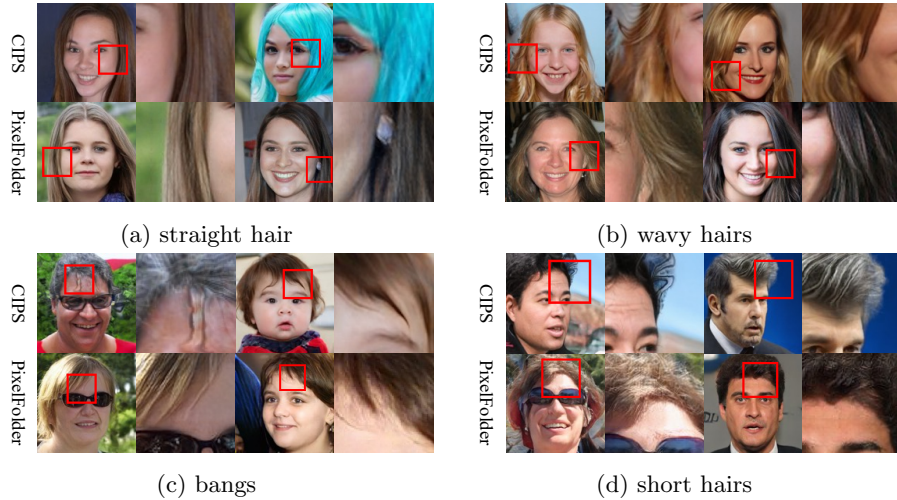 CIPS
PixelFolder
(a) straight hair
CIPS
PixelFolder
(b) wavy hairs
CIPS
PixelFolder
(c) bangs
CIPS
PixelFolder
(d) short hairs